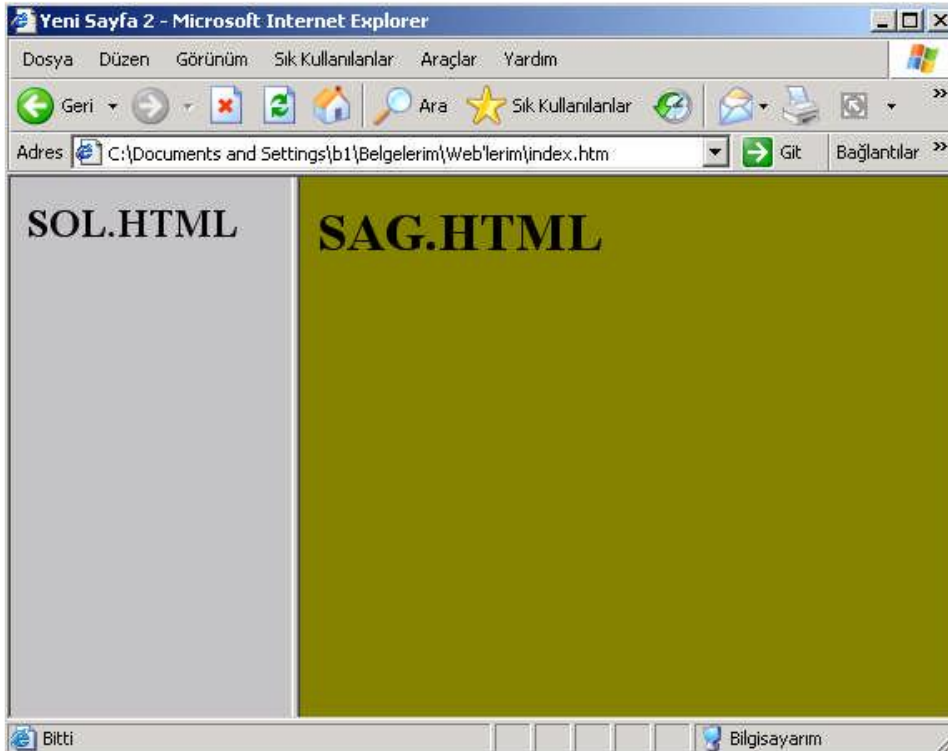 Yeni Sayfa 2 - Microsoft Internet Explorer
Dosya Düzen Görünüm Sık Kullanılanlar Araçlar Yardım
Geri Ara Sık Kullanılanlar »
Adres C:\Documents and Settings\b1\Belgelerim\Web'lerim\index.htm Git Bağlantılar »
SOL.HTML SAG.HTML
Bitti Bilgisayarım